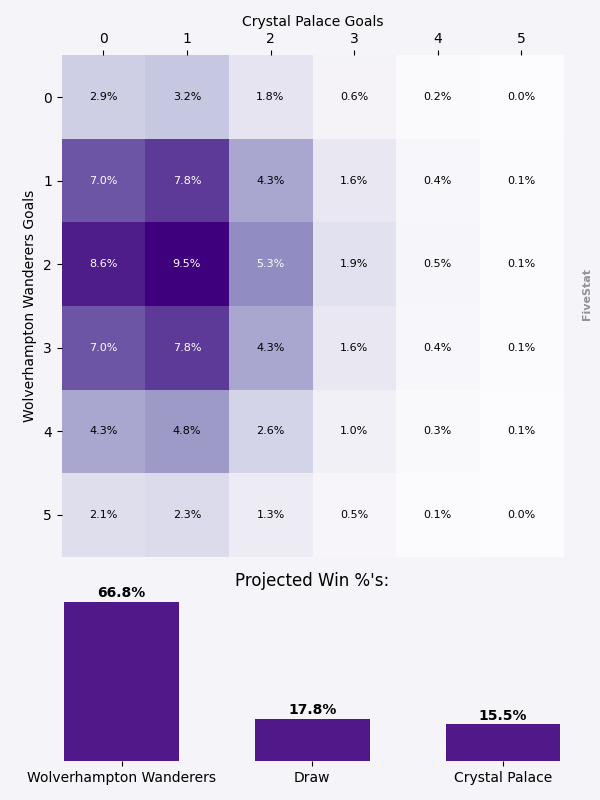 Crystal Palace Goals
0 1 2 3 4 5
Wolverhampton Wanderers Goals
0 2.9% 3.2% 1.8% 0.6% 0.2% 0.0%
1 7.0% 7.8% 4.3% 1.6% 0.4% 0.1%
2 8.6% 9.5% 5.3% 1.9% 0.5% 0.1%
3 7.0% 7.8% 4.3% 1.6% 0.4% 0.1%
4 4.3% 4.8% 2.6% 1.0% 0.3% 0.1%
5 2.1% 2.3% 1.3% 0.5% 0.1% 0.0%
FiveStat
Projected Win %'s:
66.8%
17.8%
15.5%
Wolverhampton Wanderers Draw Crystal Palace